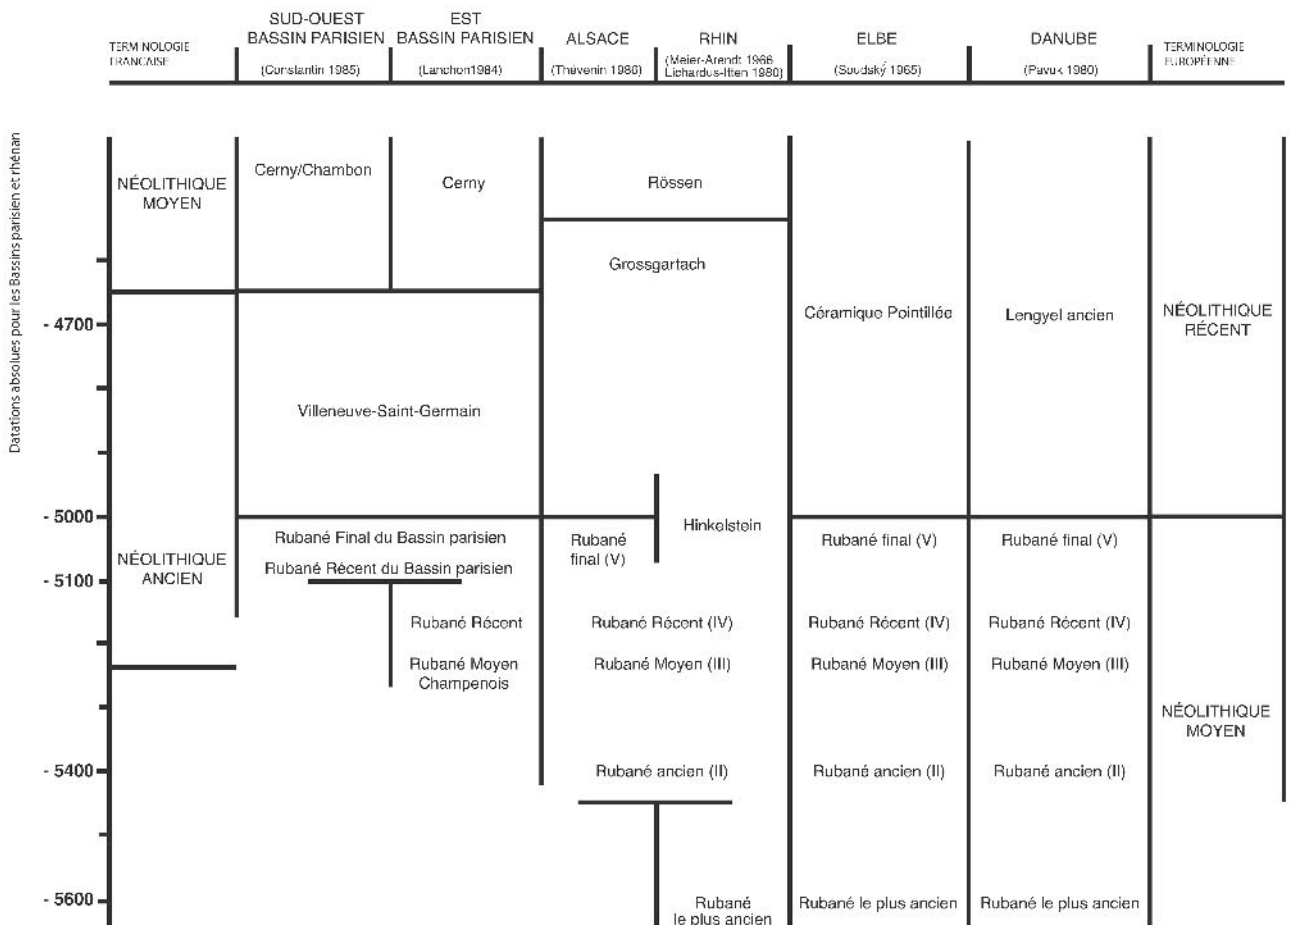 SUD-OUEST
BASSIN PARISIEN
EST
BASSIN PARISIEN
ALSACE
RHIN
ELBE
DANUBE
TERM NOLOGIE
FRANCAISE
(Constantin 1985)
(Lanchon1984)
(Thévenin 1986)
(Meier-Arendt 1966
Lichardus-Itten 1980)
(Soudský 1965)
(Pavuk 1980)
TERMINOLOGIE
EUROPÉENNE
Datations absolues pour les Bassins parisien et rhénan
NÉOLITHIQUE
MOYEN
Cerny/Chambon
Cerny
Rössen
Grossgartach
- 4700
Céramique Pointillée
Lengyel ancien
NÉOLITHIQUE
RÉCENT
Villeneuve-Saint-Germain
- 5000
Hinkelstein
NÉOLITHIQUE
ANCIEN
Rubané Final du Bassin parisien
Rubané
final (V)
Rubané final (V)
Rubané final (V)
Rubané Récent du Bassin parisien
- 5100
Rubané Récent
Rubané Récent (IV)
Rubané Récent (IV)
Rubané Récent (IV)
Rubané Moyen
Champenois
Rubané Moyen (III)
Rubané Moyen (III)
Rubané Moyen (III)
NÉOLITHIQUE
MOYEN
- 5400
Rubané ancien (II)
Rubané ancien (II)
Rubané ancien (II)
- 5600
Rubané
le plus ancien
Rubané le plus ancien
Rubané le plus ancien